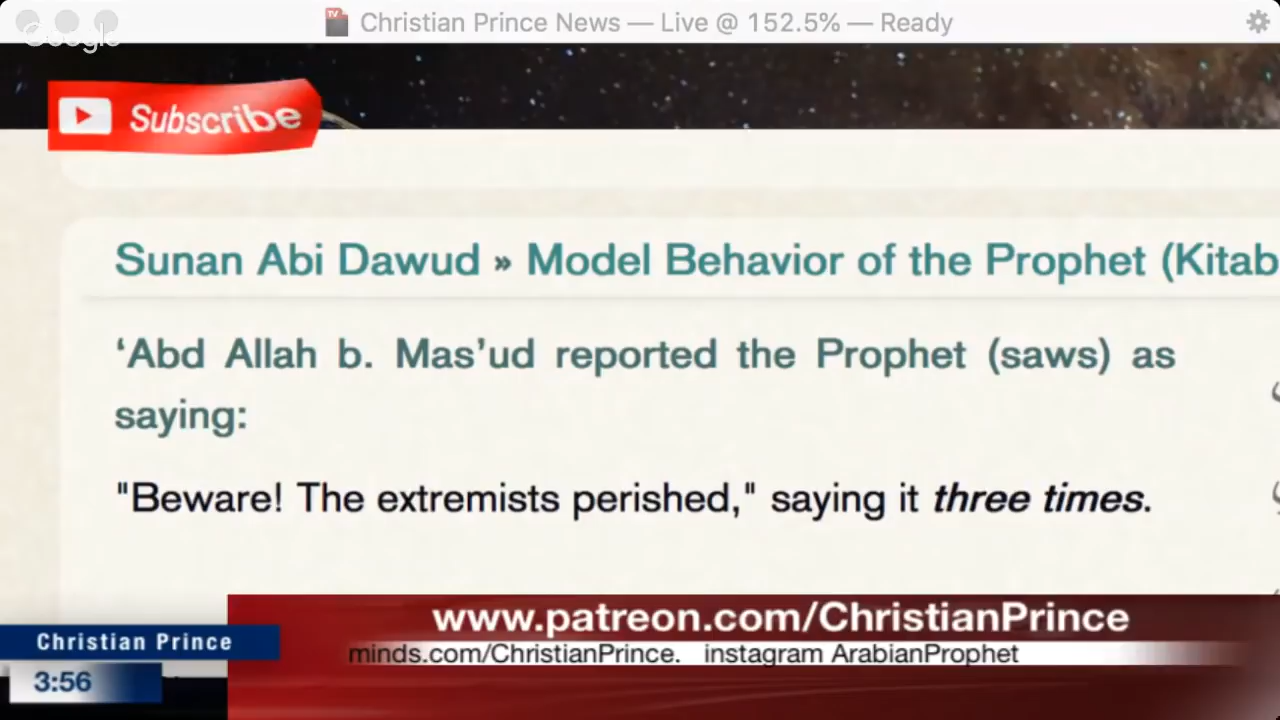 Christian Prince News — Live @ 152.5% — Ready
Google
Subscribe
Sunan Abi Dawud » Model Behavior of the Prophet (Kitab
‘Abd Allah b. Mas’ud reported the Prophet (saws) as
saying:
"Beware! The extremists perished," saying it three times.
www.patreon.com/ChristianPrince
minds.com/ChristianPrince. instagram ArabianProphet
Christian Prince
3:56